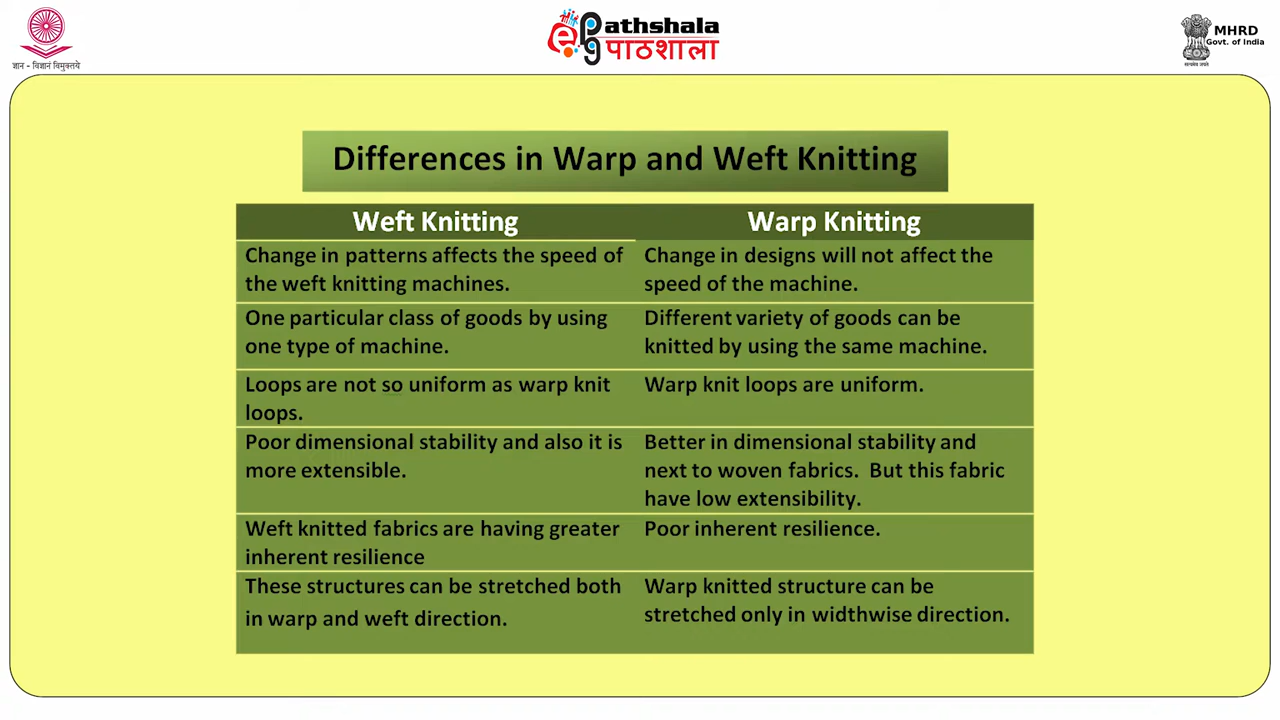 ज्ञान - विज्ञान विमुक्तये
e
pg
Pathshala
पाठशाला
MHRD
Govt. of India
सत्यमेव जयते
Differences in Warp and Weft Knitting
Weft Knitting
Warp Knitting
Change in patterns affects the speed of
the weft knitting machines.
Change in designs will not affect the
speed of the machine.
One particular class of goods by using
one type of machine.
Different variety of goods can be
knitted by using the same machine.
Loops are not so uniform as warp knit
loops.
Warp knit loops are uniform.
Poor dimensional stability and also it is
more extensible.
Better in dimensional stability and
next to woven fabrics. But this fabric
have low extensibility.
Weft knitted fabrics are having greater
inherent resilience
Poor inherent resilience.
These structures can be stretched both
in warp and weft direction.
Warp knitted structure can be
stretched only in widthwise direction.